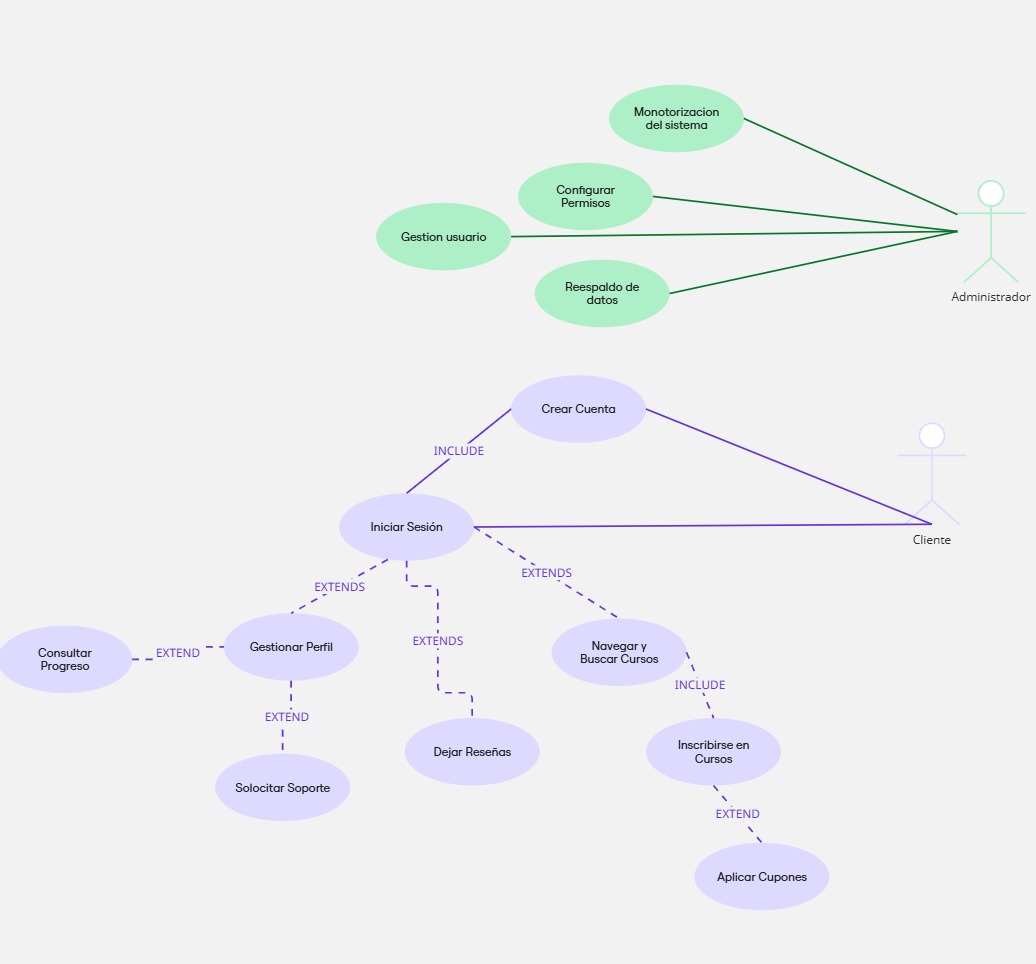 Monotorizacion
del sistema
Configurar
Permisos
Gestion usuario
Reespaldo de
datos
Administrador
Crear Cuenta
INCLUDE
Iniciar Sesión
Cliente
EXTENDS
EXTENDS
EXTENDS
Consultar
Progreso
EXTEND
Gestionar Perfil
Navegar y
Buscar Cursos
INCLUDE
EXTEND
Solocitar Soporte
Dejar Reseñas
Inscribirse en
Cursos
EXTEND
Aplicar Cupones